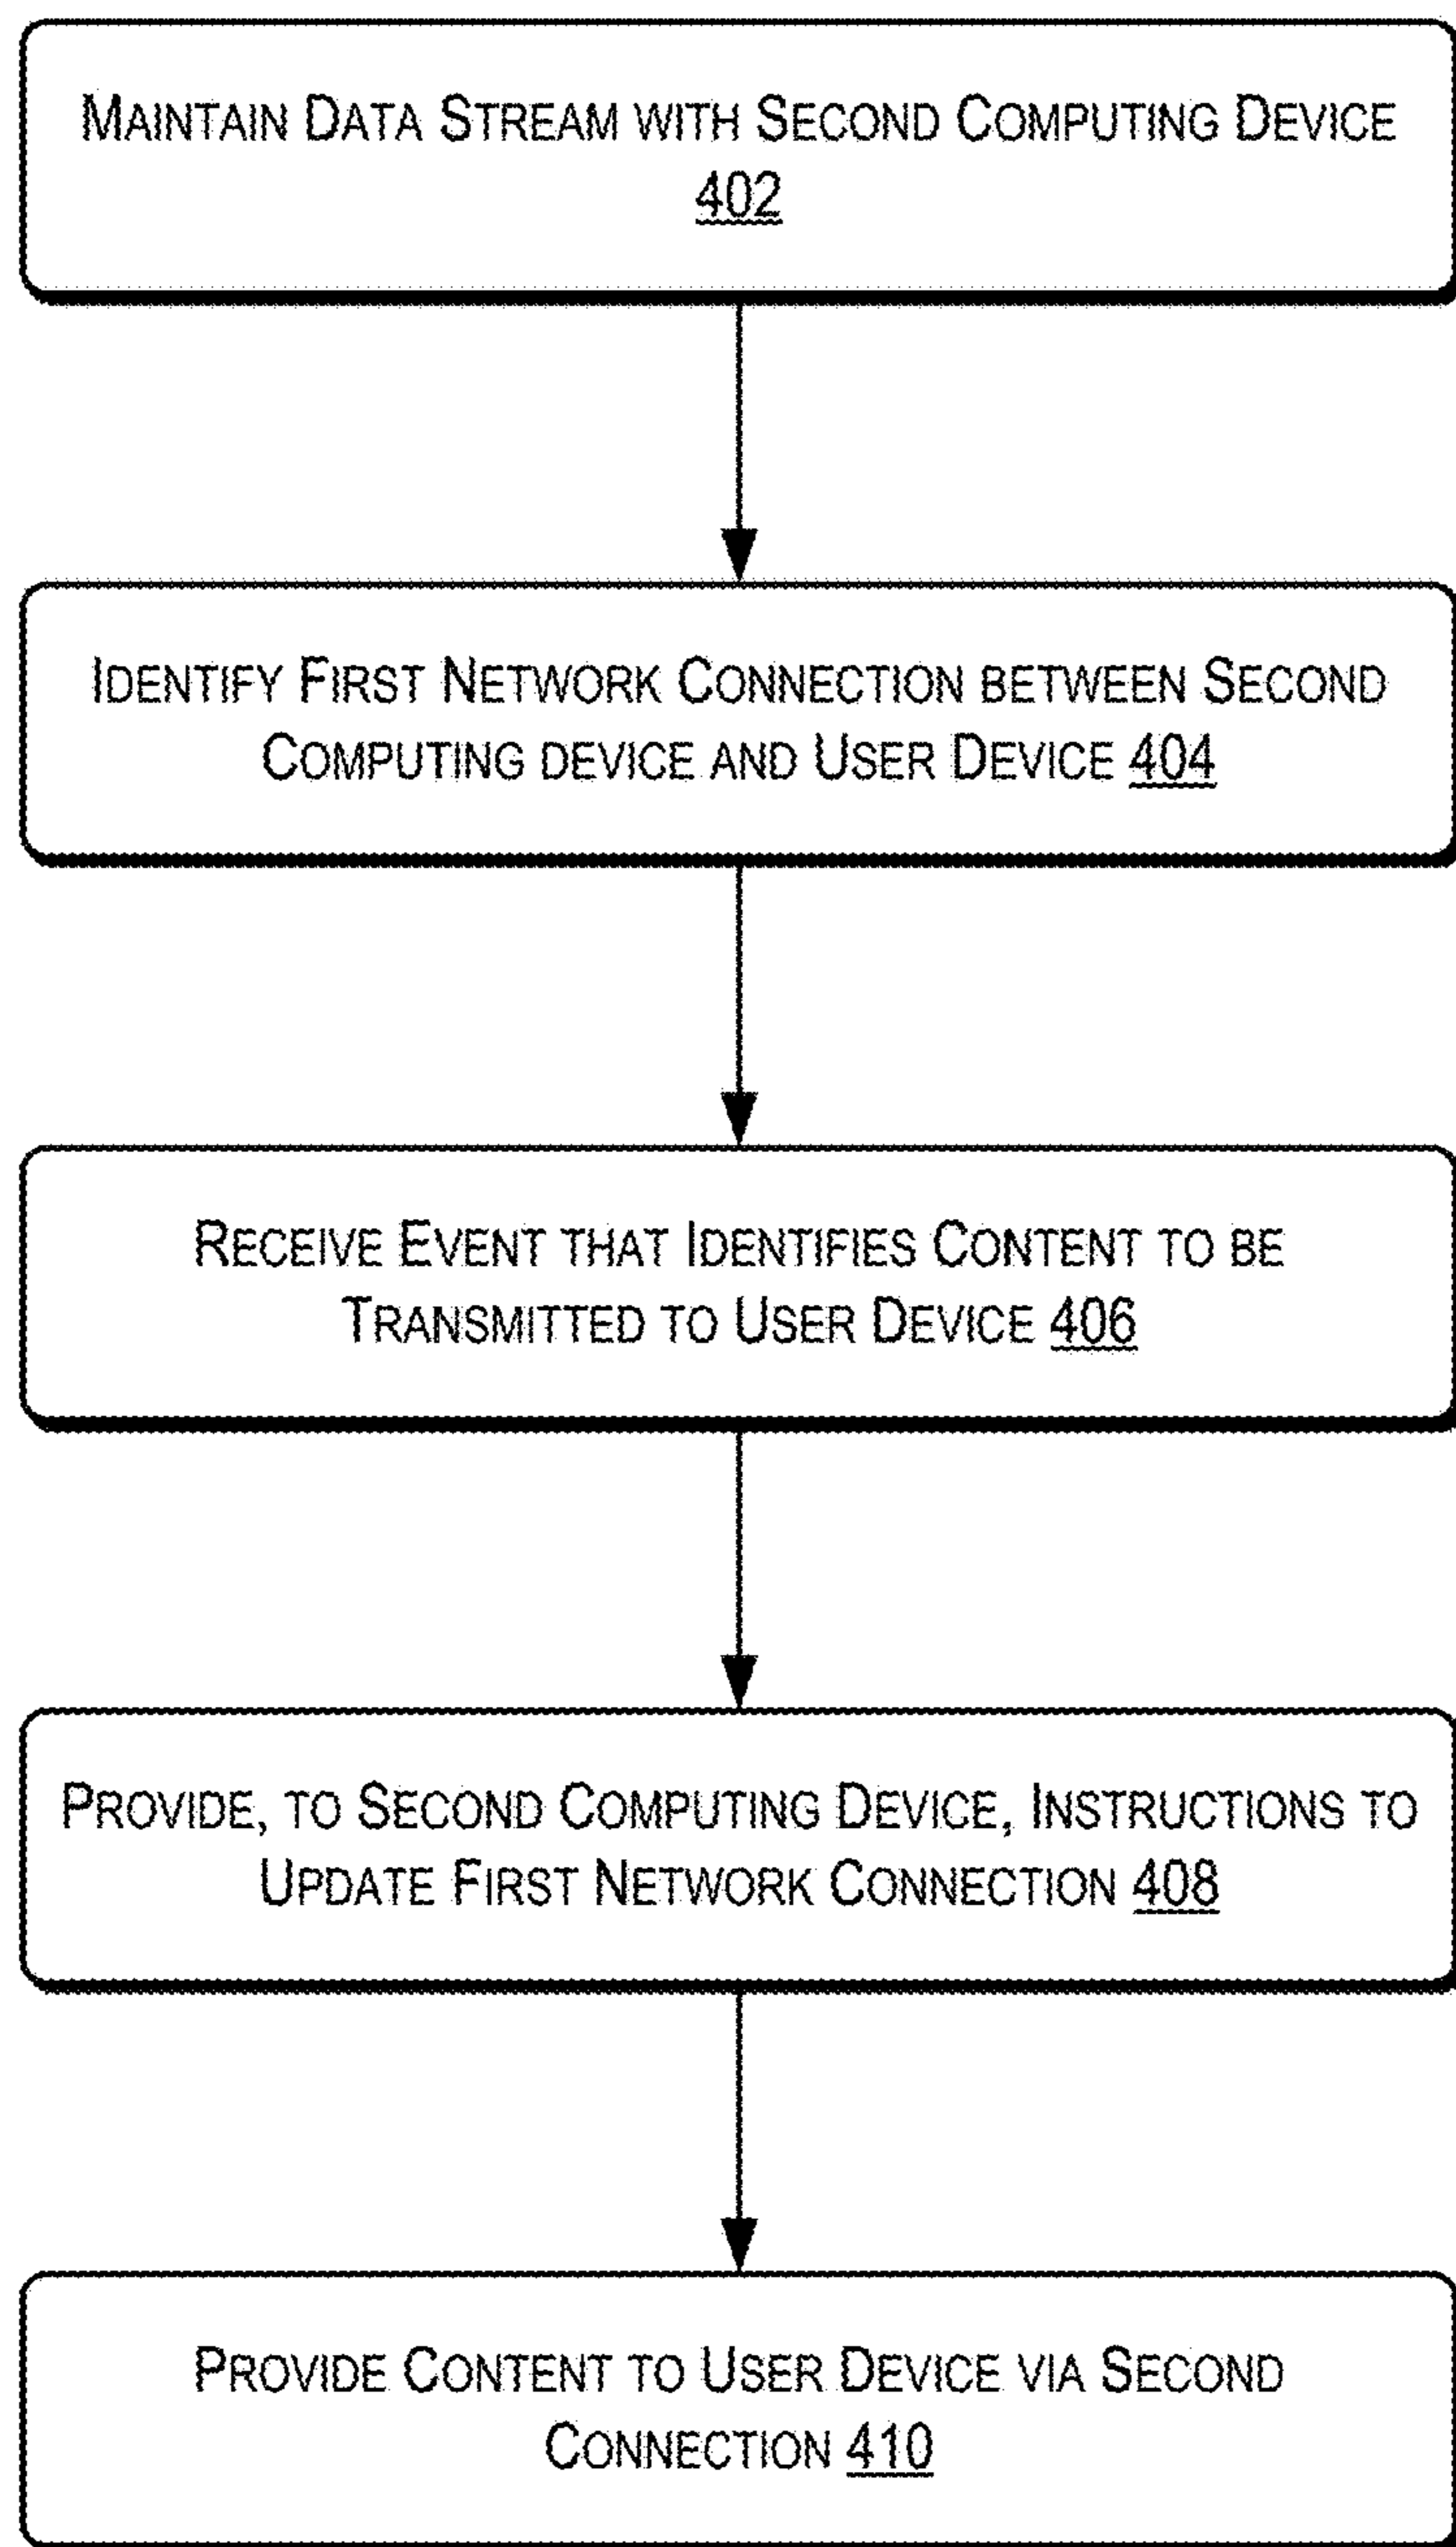 MAINTAIN DATA STREAM WITH SECOND COMPUTING DEVICE
402
IDENTIFY FIRST NETWORK CONNECTION BETWEEN SECOND
COMPUTING DEVICE AND USER DEVICE 404
RECEIVE EVENT THAT IDENTIFIES CONTENT TO BE
TRANSMITTED TO USER DEVICE 406
PROVIDE, TO SECOND COMPUTING DEVICE, INSTRUCTIONS TO
UPDATE FIRST NETWORK CONNECTION 408
PROVIDE CONTENT TO USER DEVICE VIA SECOND
CONNECTION 410